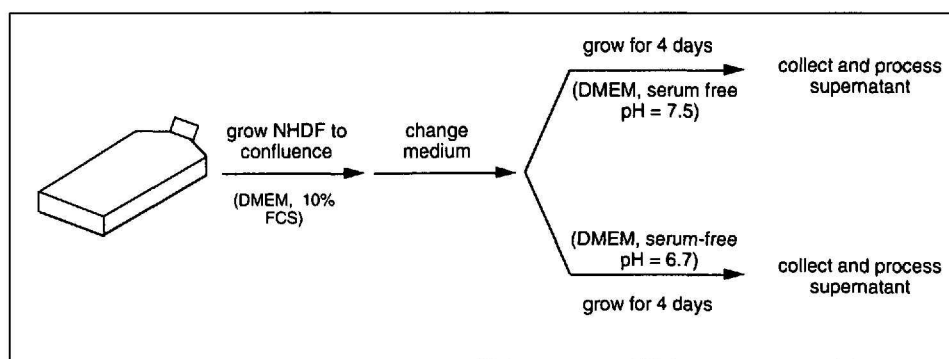 grow NHDF to
confluence
(DMEM, 10%
FCS)
change
medium
grow for 4 days
(DMEM, serum free
pH = 7.5)
collect and process
supernatant
(DMEM, serum-free
pH = 6.7)
grow for 4 days
collect and process
supernatant